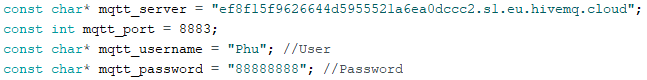 const char* mqtt_server = "ef8f15f9626644d5955521a6ea0dccc2.s1.eu.hivemq.cloud";
const int mqtt_port = 8883;
const char* mqtt_username = "Phu"; //User
const char* mqtt_password = "88888888"; //Password